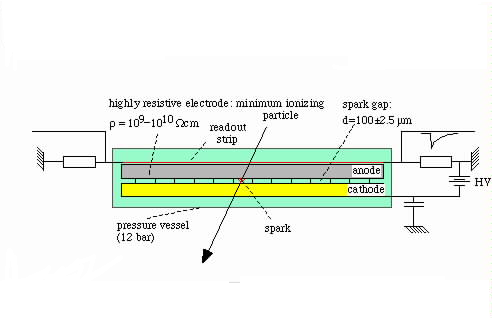 highly resistive electrode: minimum ionizing
particle
ρ = 10⁹–10¹⁰ Ωcm
readout
strip
spark gap:
d=100±2.5 µm
anode
cathode
HV
pressure vessel
(12 bar)
spark